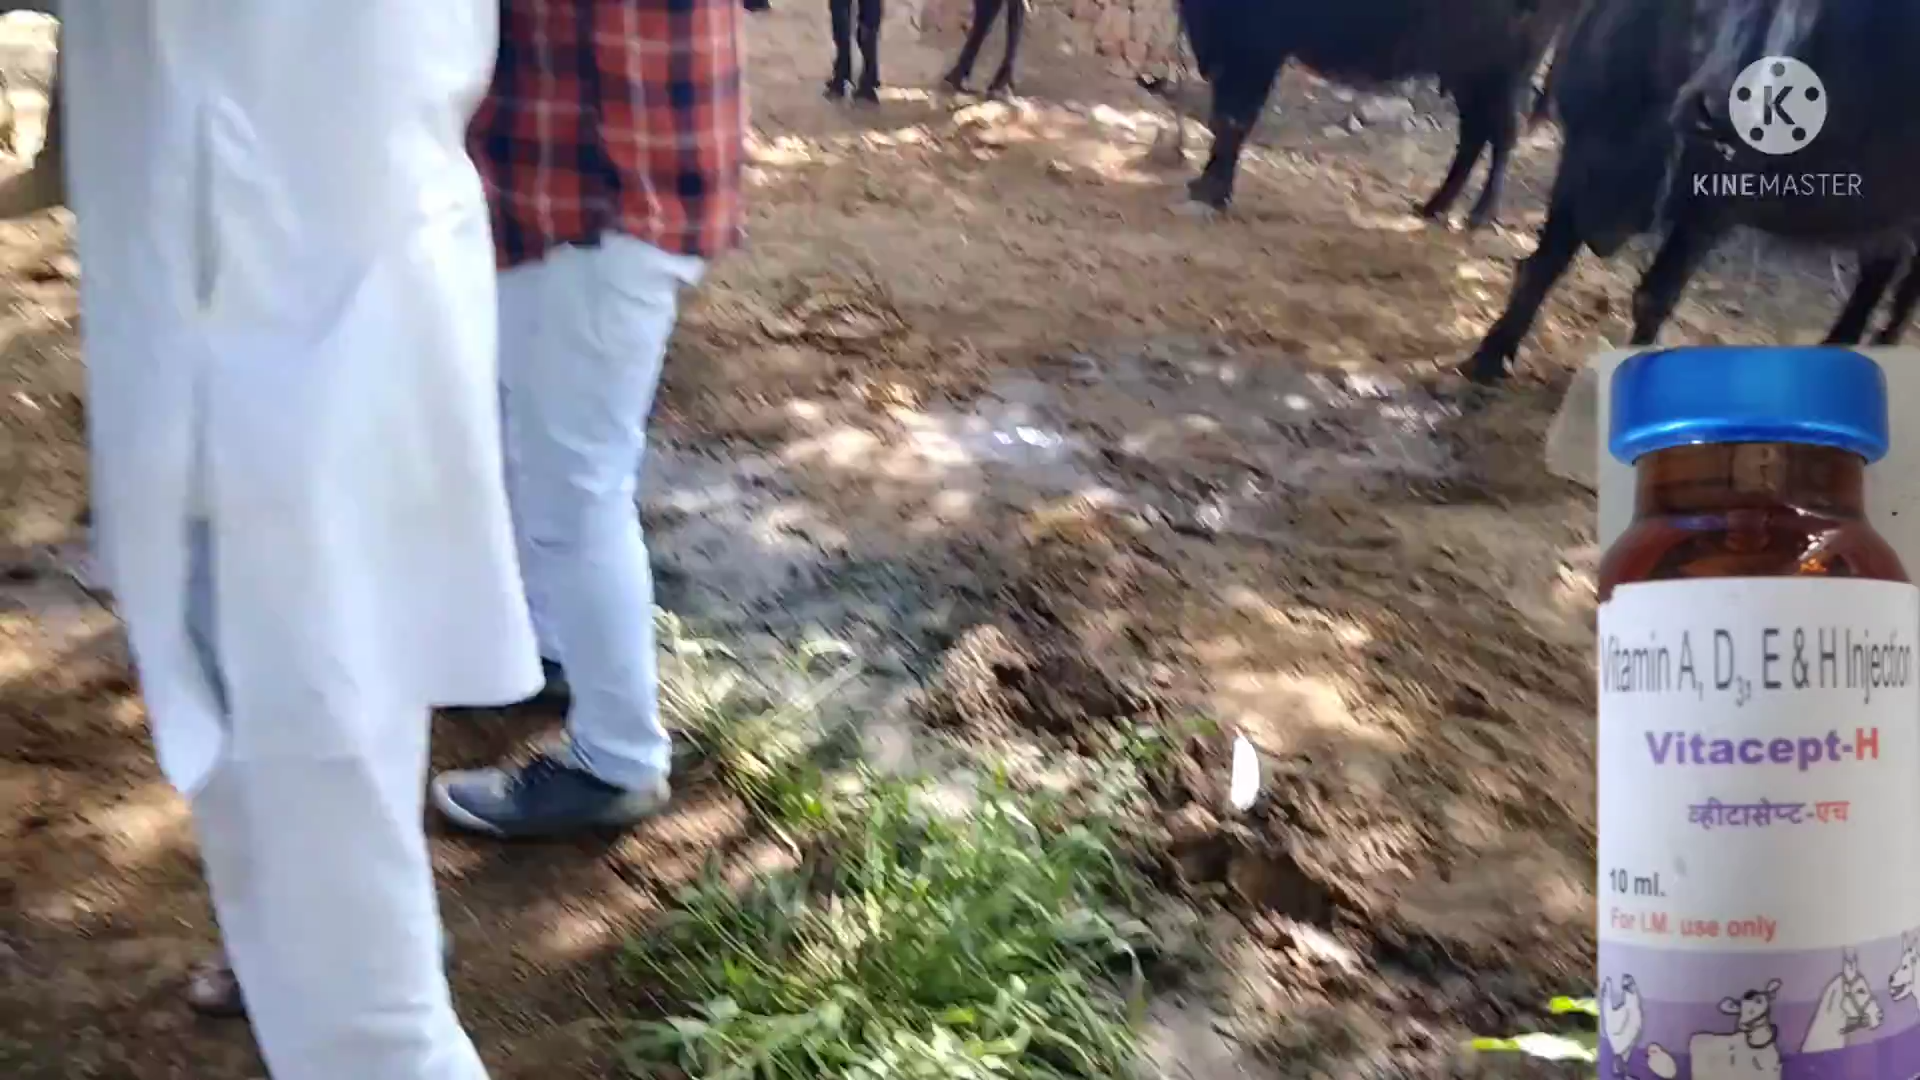 K
KINEMASTER
Vitamin A, D3, E & H Injection
Vitacept-H
व्हीटासेप्ट-एच
10 ml.
For I.M. use only